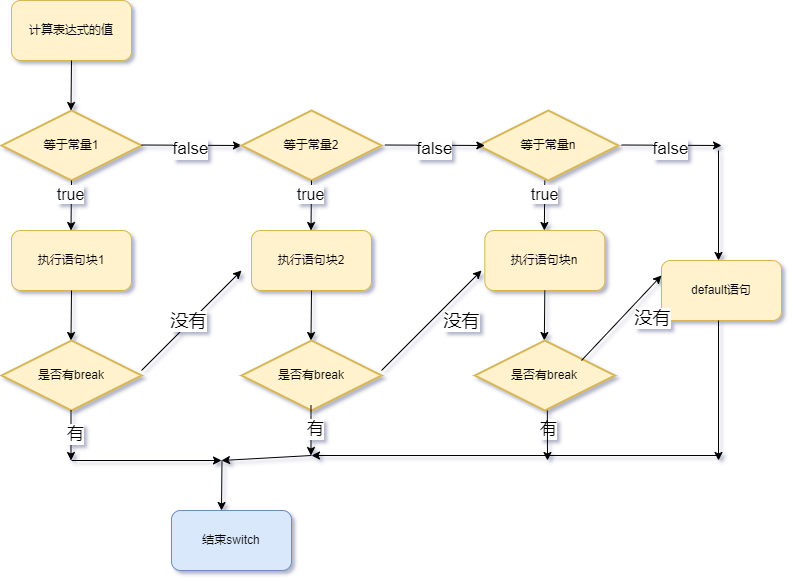 计算表达式的值
等于常量1
false
等于常量2
false
等于常量n
false
true
true
true
执行语句块1
执行语句块2
执行语句块n
default语句
没有
没有
没有
是否有break
是否有break
是否有break
有
有
有
结束switch